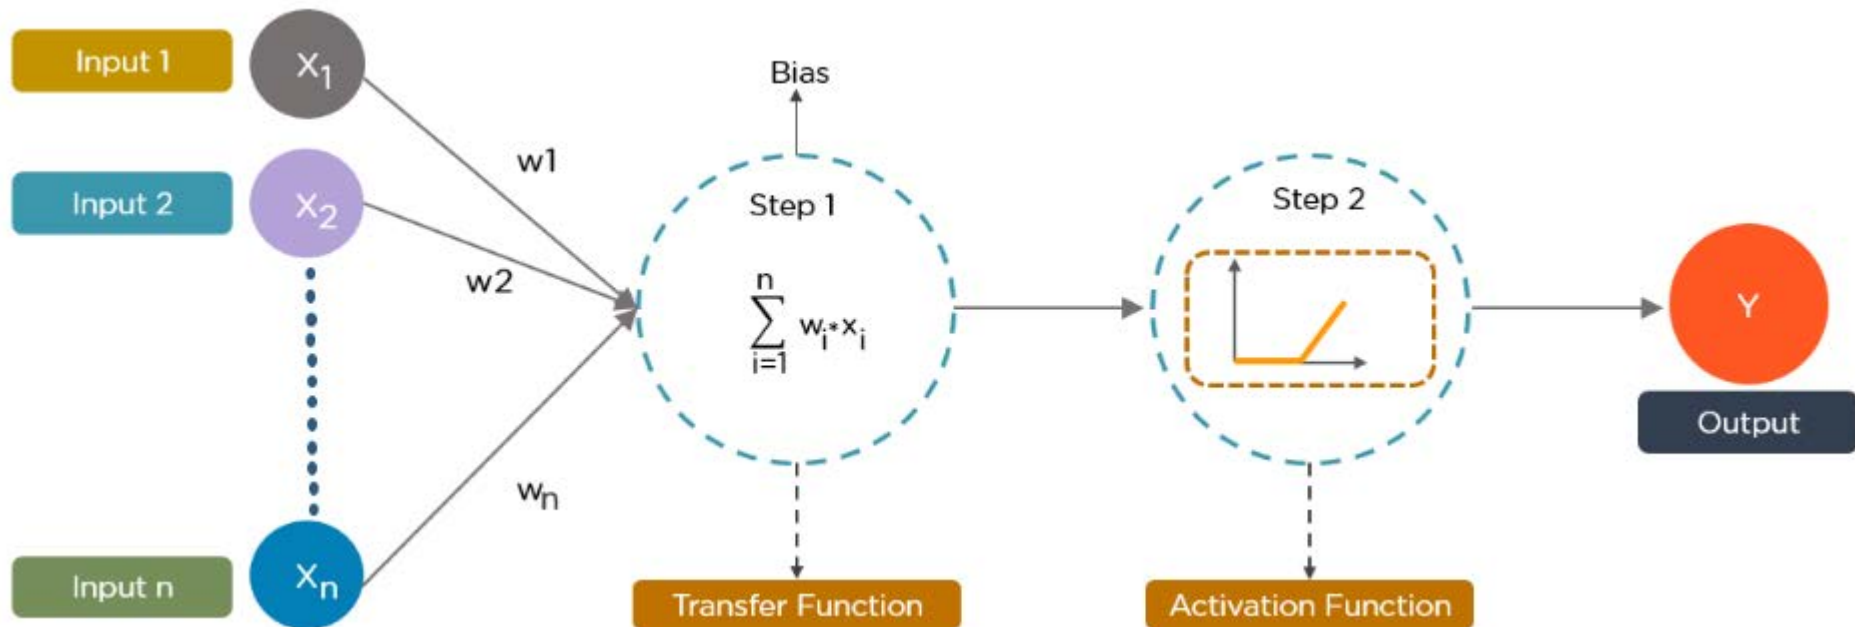 Input 1
X1
Input 2
X2
Input n
Xn
w1
w2
wn
Bias
Step 1
n
∑ wi*xi
i=1
Transfer Function
Step 2
Activation Function
Y
Output